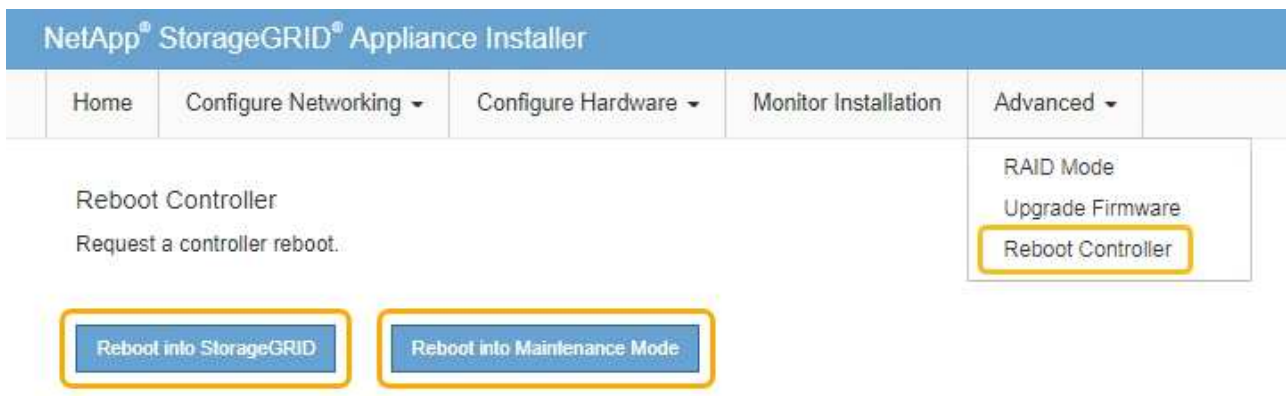 NetApp® StorageGRID® Appliance Installer
Home Configure Networking Configure Hardware Monitor Installation Advanced
RAID Mode
Upgrade Firmware
Reboot Controller
Reboot Controller
Request a controller reboot.
Reboot into StorageGRID Reboot into Maintenance Mode